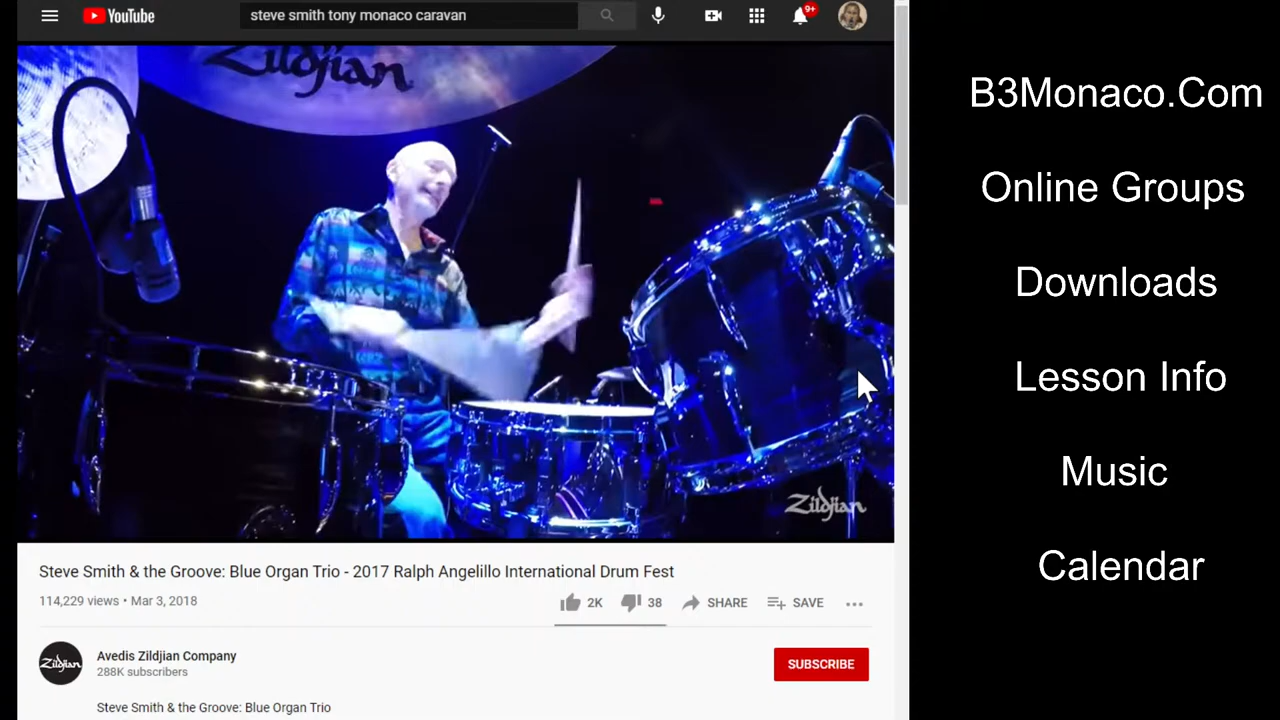 YouTube
steve smith tony monaco caravan
9+
Zildjian
Zildjian
Steve Smith & the Groove: Blue Organ Trio - 2017 Ralph Angelillo International Drum Fest
114,229 views • Mar 3, 2018
2K
38
SHARE
SAVE
Zildjian
Avedis Zildjian Company
288K subscribers
SUBSCRIBE
Steve Smith & the Groove: Blue Organ Trio
B3Monaco.Com
Online Groups
Downloads
Lesson Info
Music
Calendar